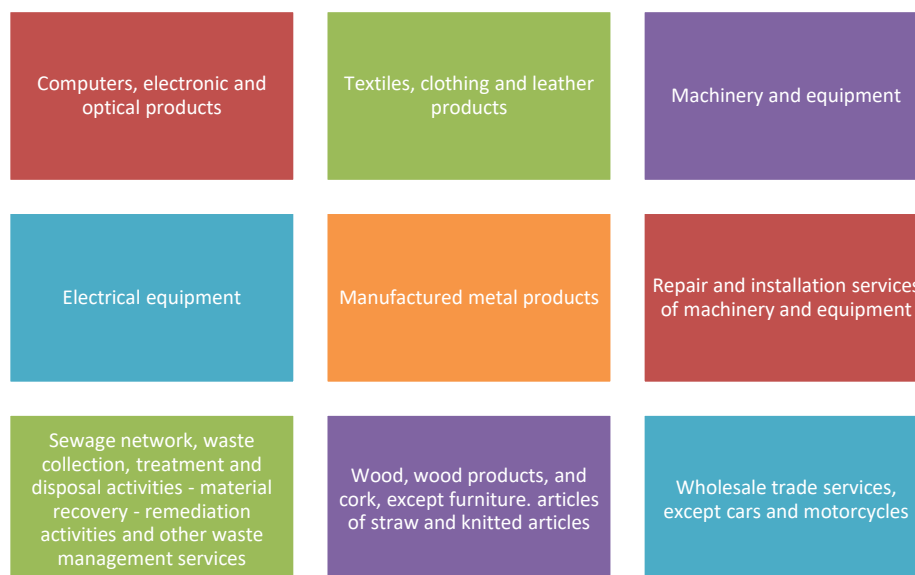 Computers, electronic and
optical products
Textiles, clothing and leather
products
Machinery and equipment
Electrical equipment
Manufactured metal products
Repair and installation services
of machinery and equipment
Sewage network, waste
collection, treatment and
disposal activities - material
recovery - remediation
activities and other waste
management services
Wood, wood products, and
cork, except furniture. articles
of straw and knitted articles
Wholesale trade services,
except cars and motorcycles